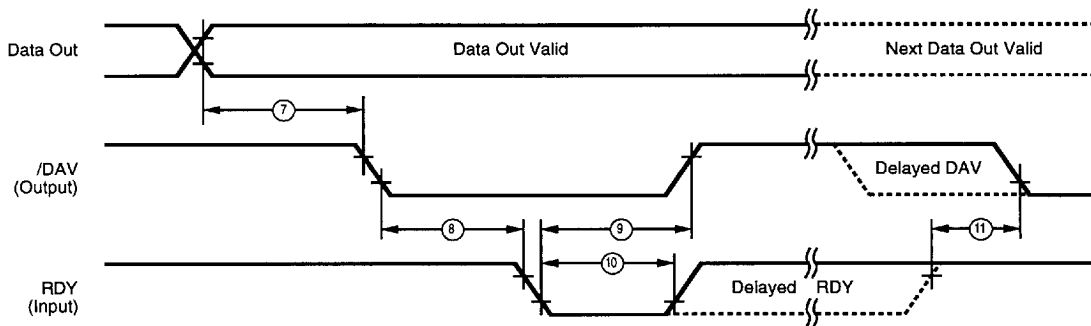 Data Out
Data Out Valid
Next Data Out Valid
7
/DAV
(Output)
Delayed DAV
8
9
11
10
RDY
(Input)
Delayed RDY